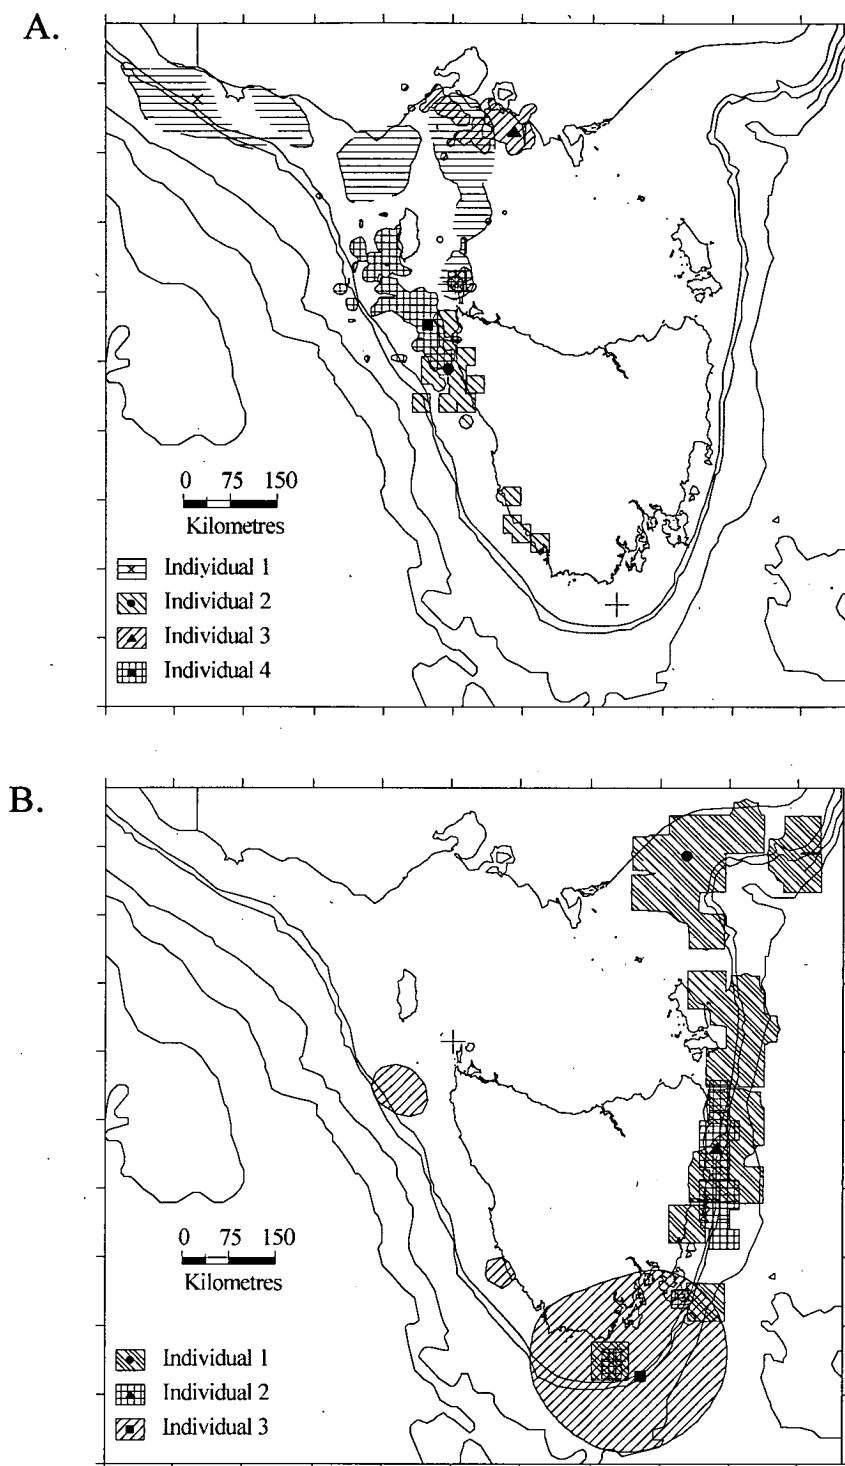 A.
0 75 150
Kilometres
Individual 1
Individual 2
Individual 3
Individual 4
B.
0 75 150
Kilometres
Individual 1
Individual 2
Individual 3